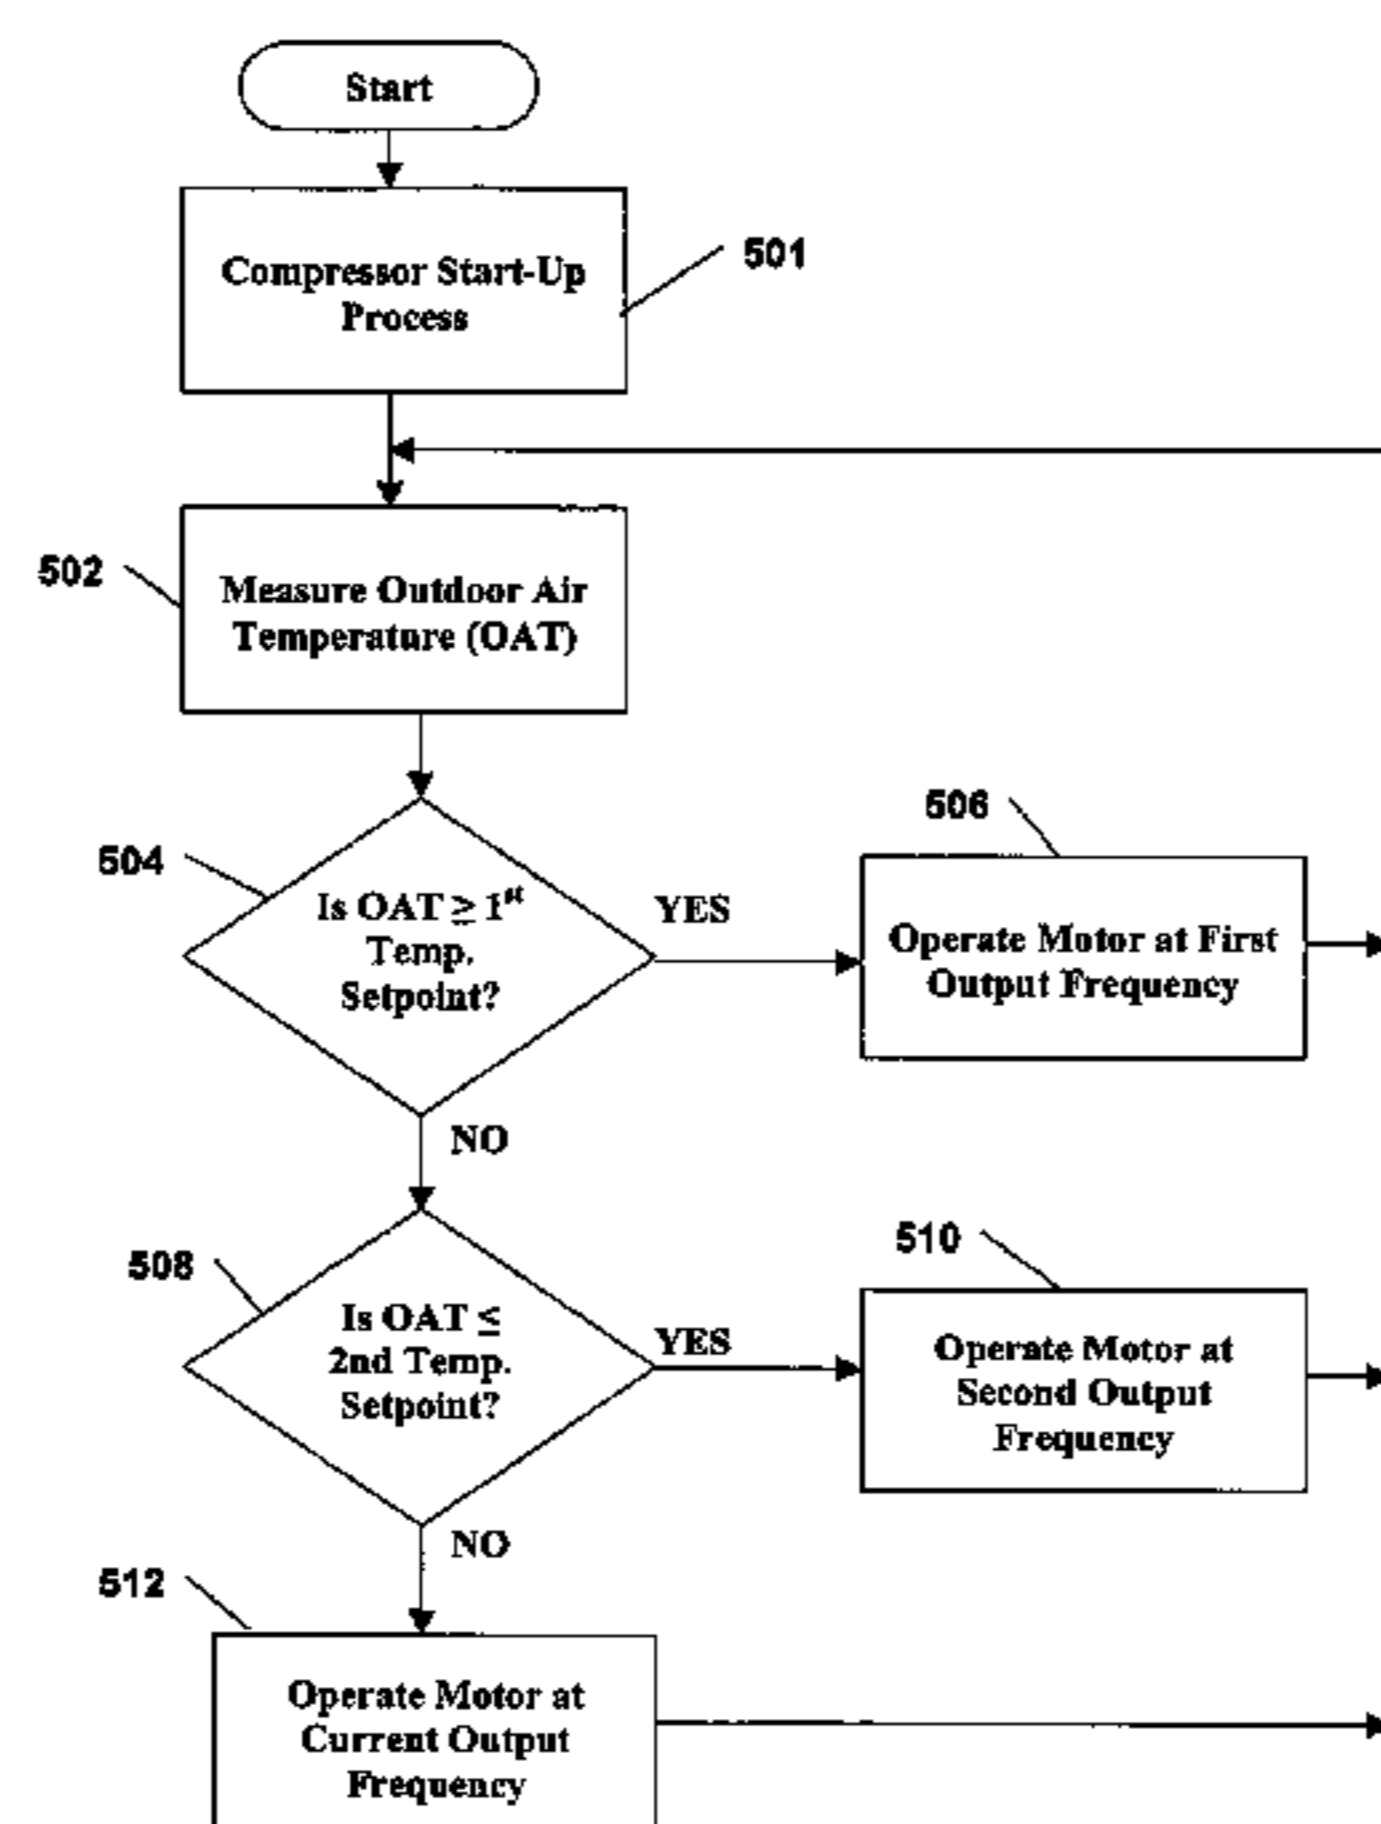 Start
Compressor Start-Up
Process
501
502
Measure Outdoor Air
Temperature (OAT)
504
Is OAT ≥ 1st
Temp.
Setpoint?
YES
506
Operate Motor at First
Output Frequency
NO
508
Is OAT ≤
2nd Temp.
Setpoint?
YES
510
Operate Motor at
Second Output
Frequency
NO
512
Operate Motor at
Current Output
Frequency